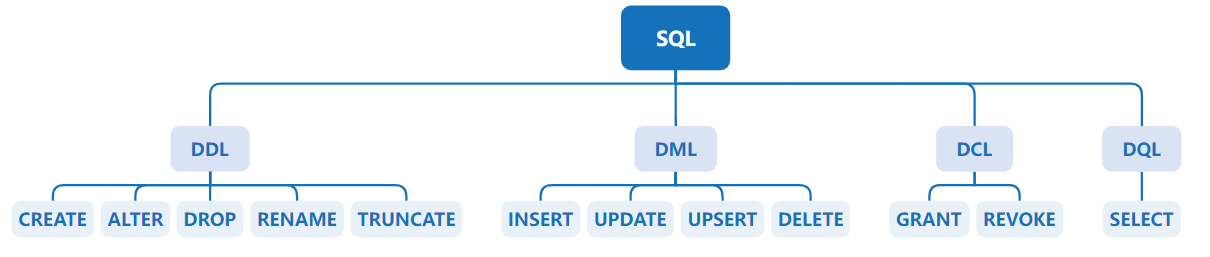 SQL
DDL DML DCL DQL
CREATE ALTER DROP RENAME TRUNCATE INSERT UPDATE UPSERT DELETE GRANT REVOKE SELECT